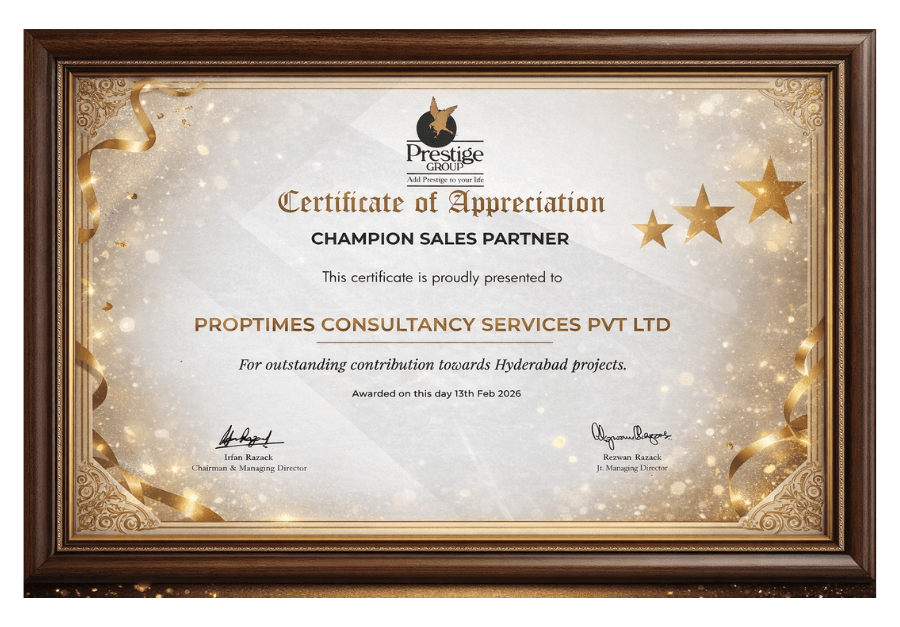 Prestige
GROUP
Add Prestige to your life
Certificate of Appreciation
CHAMPION SALES PARTNER
This certificate is proudly presented to
PROPTIMES CONSULTANCY SERVICES PVT LTD
For outstanding contribution towards Hyderabad projects.
Awarded on this day 13th Feb 2026
Irfan Razack
Chairman & Managing Director
Rezwan Razack
Jt. Managing Director